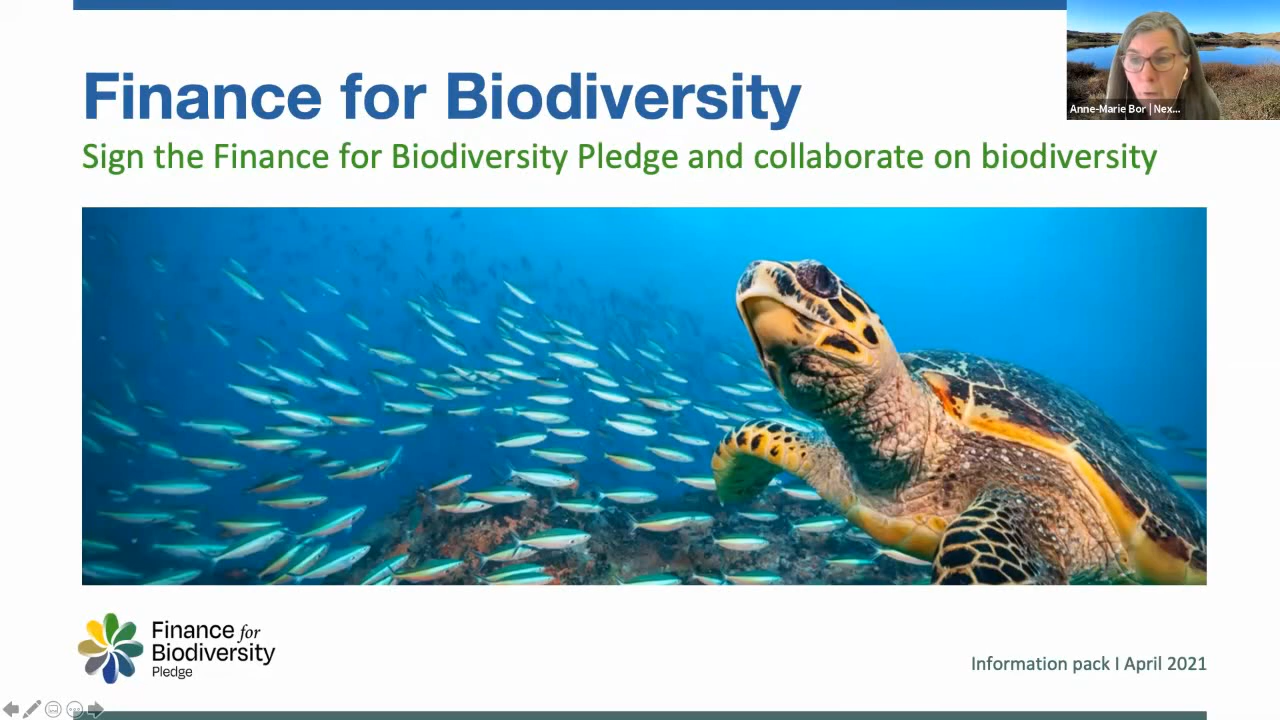 Finance for Biodiversity
Sign the Finance for Biodiversity Pledge and collaborate on biodiversity
Anne-Marie Bor | Nex...
Finance for
Biodiversity
Pledge
Information pack I April 2021